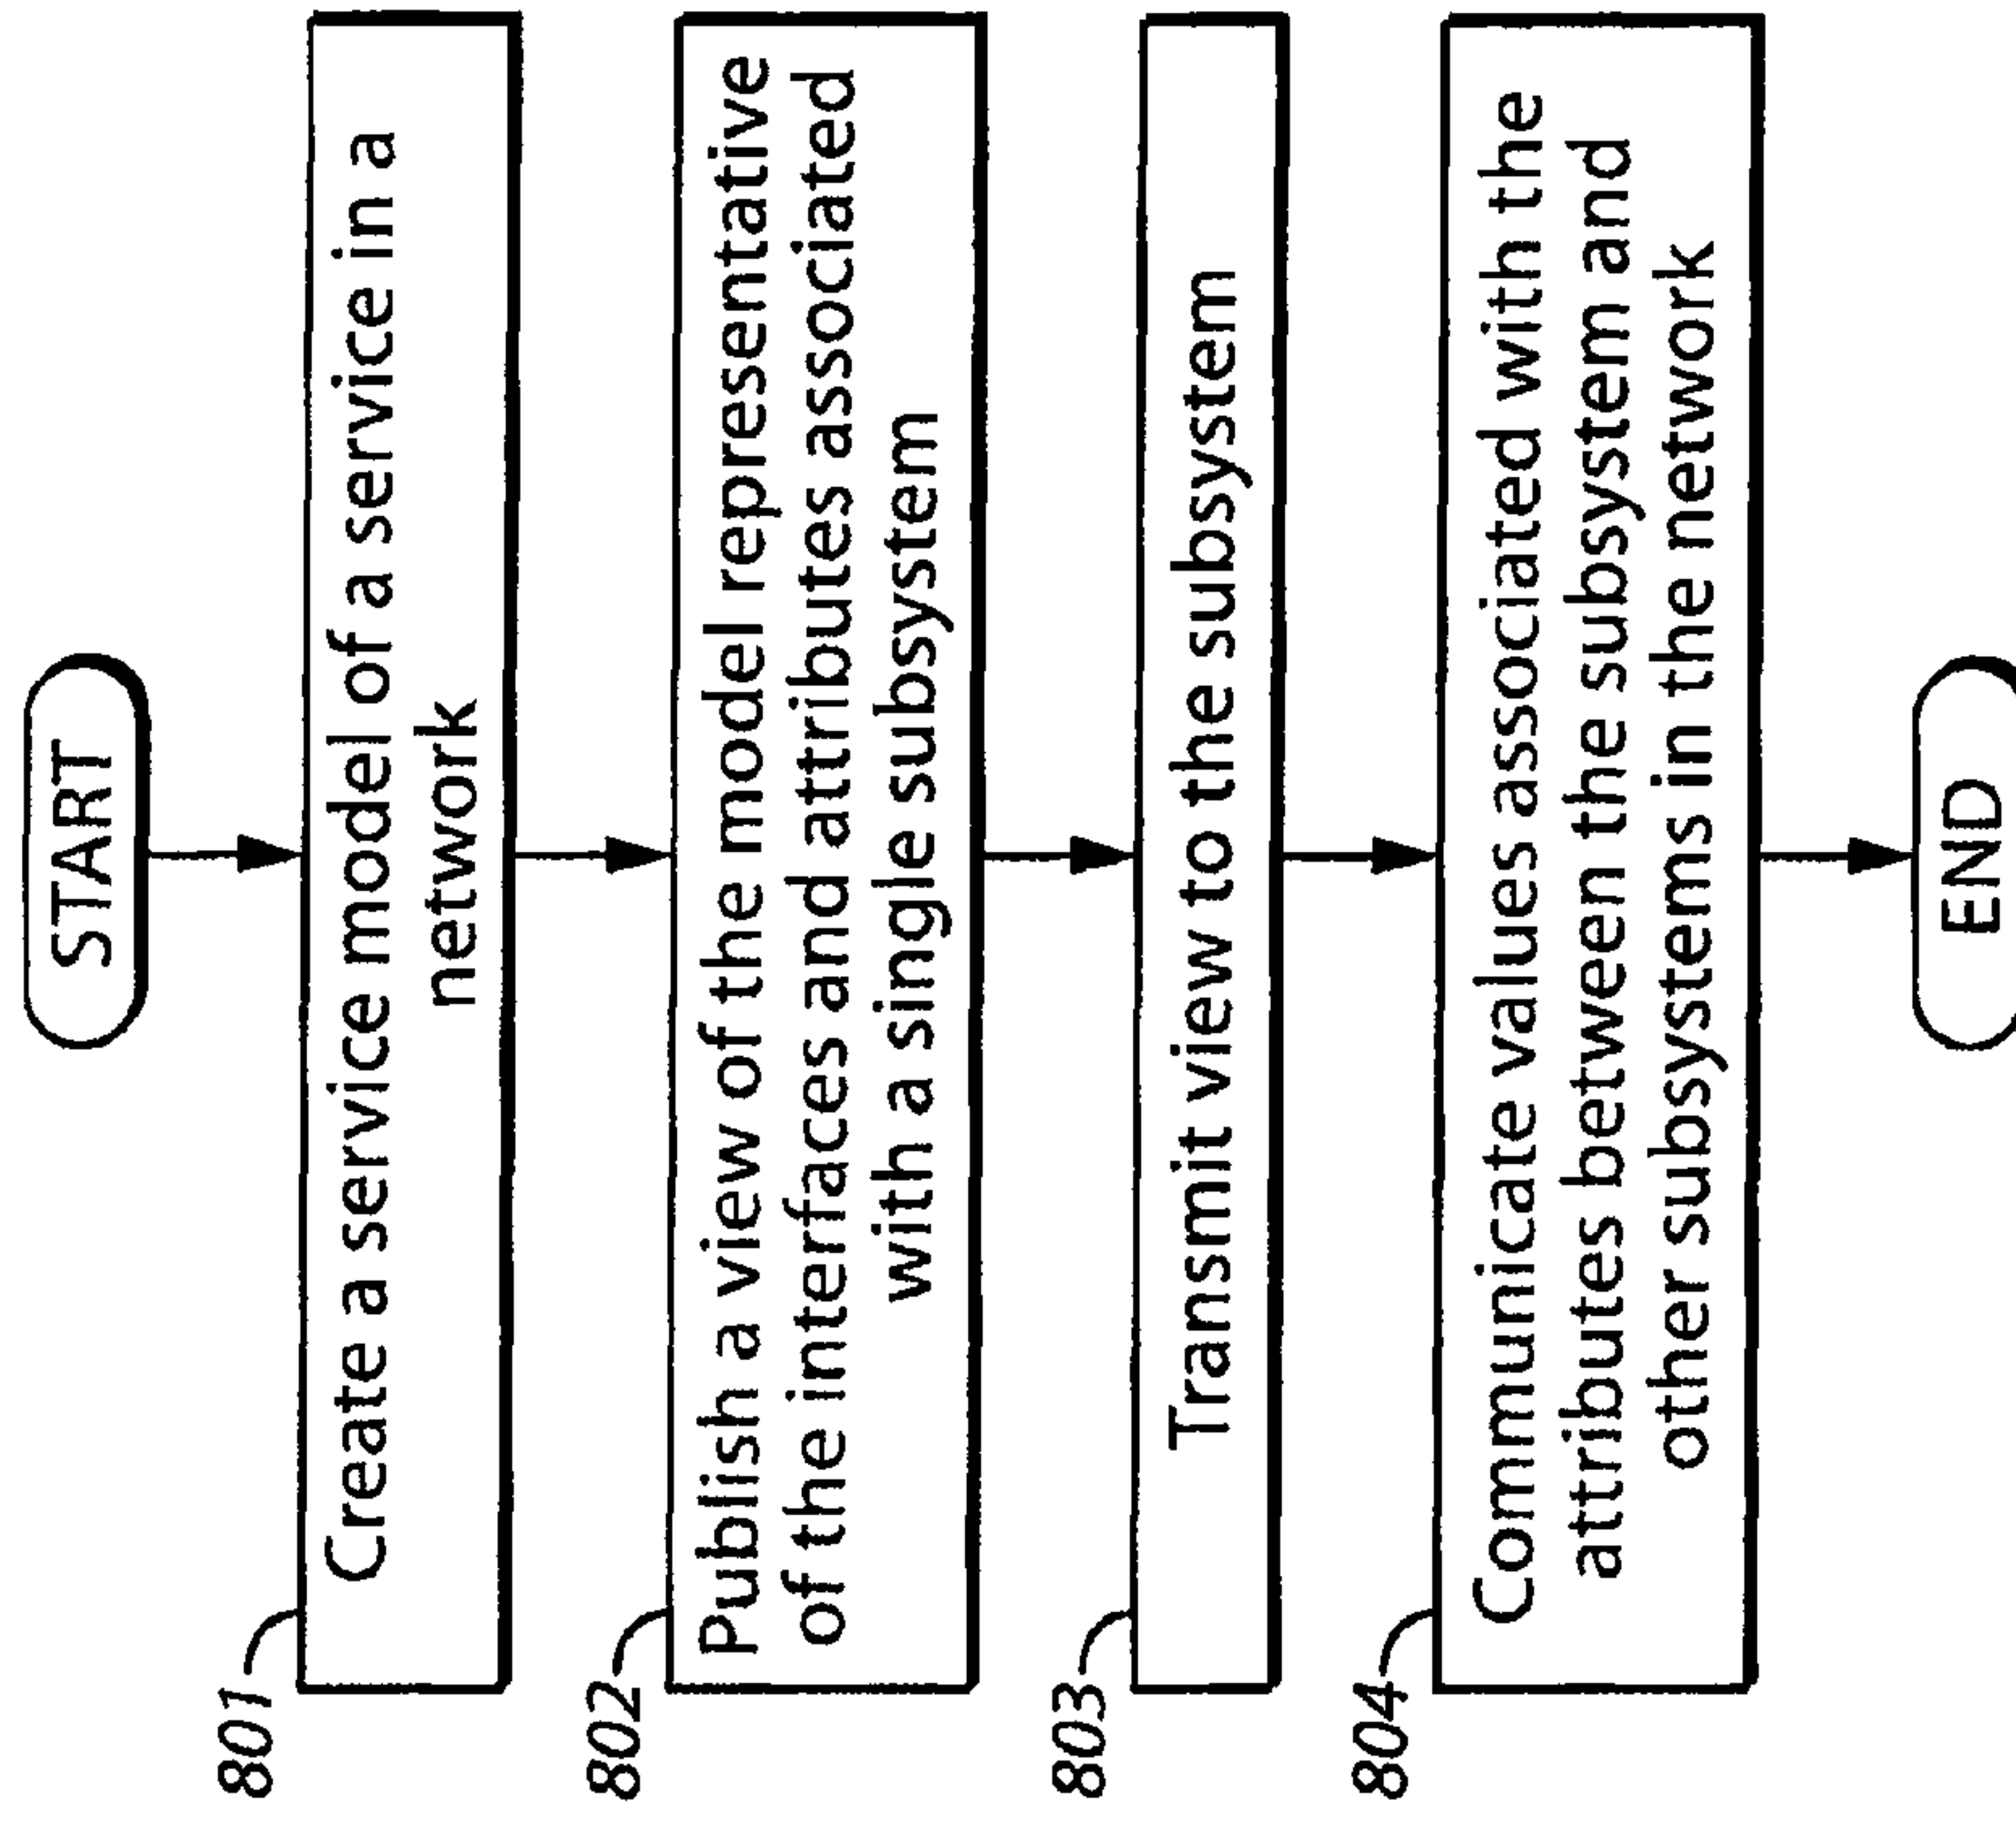 START
801
Create a service model of a service in a
network
802
Publish a view of the model representative
of the interfaces and attributes associated
with a single subsystem
803
Transmit view to the subsystem
804
Communicate values associated with the
attributes between the subsystem and
other subsystems in the network
END